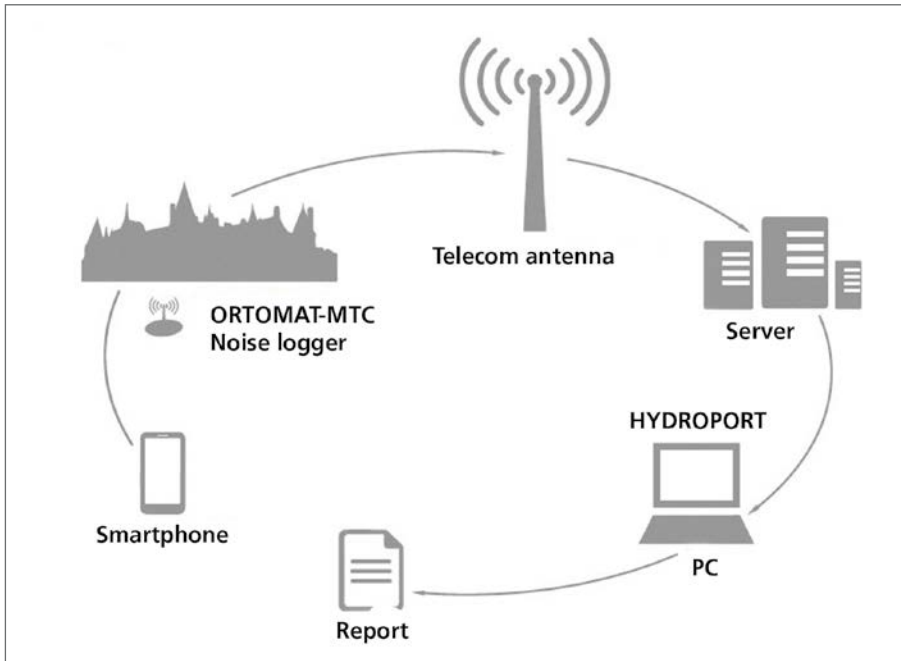 Telecom antenna
ORTOMAT-MTC
Noise logger
Server
HYDROPORT
PC
Smartphone
Report